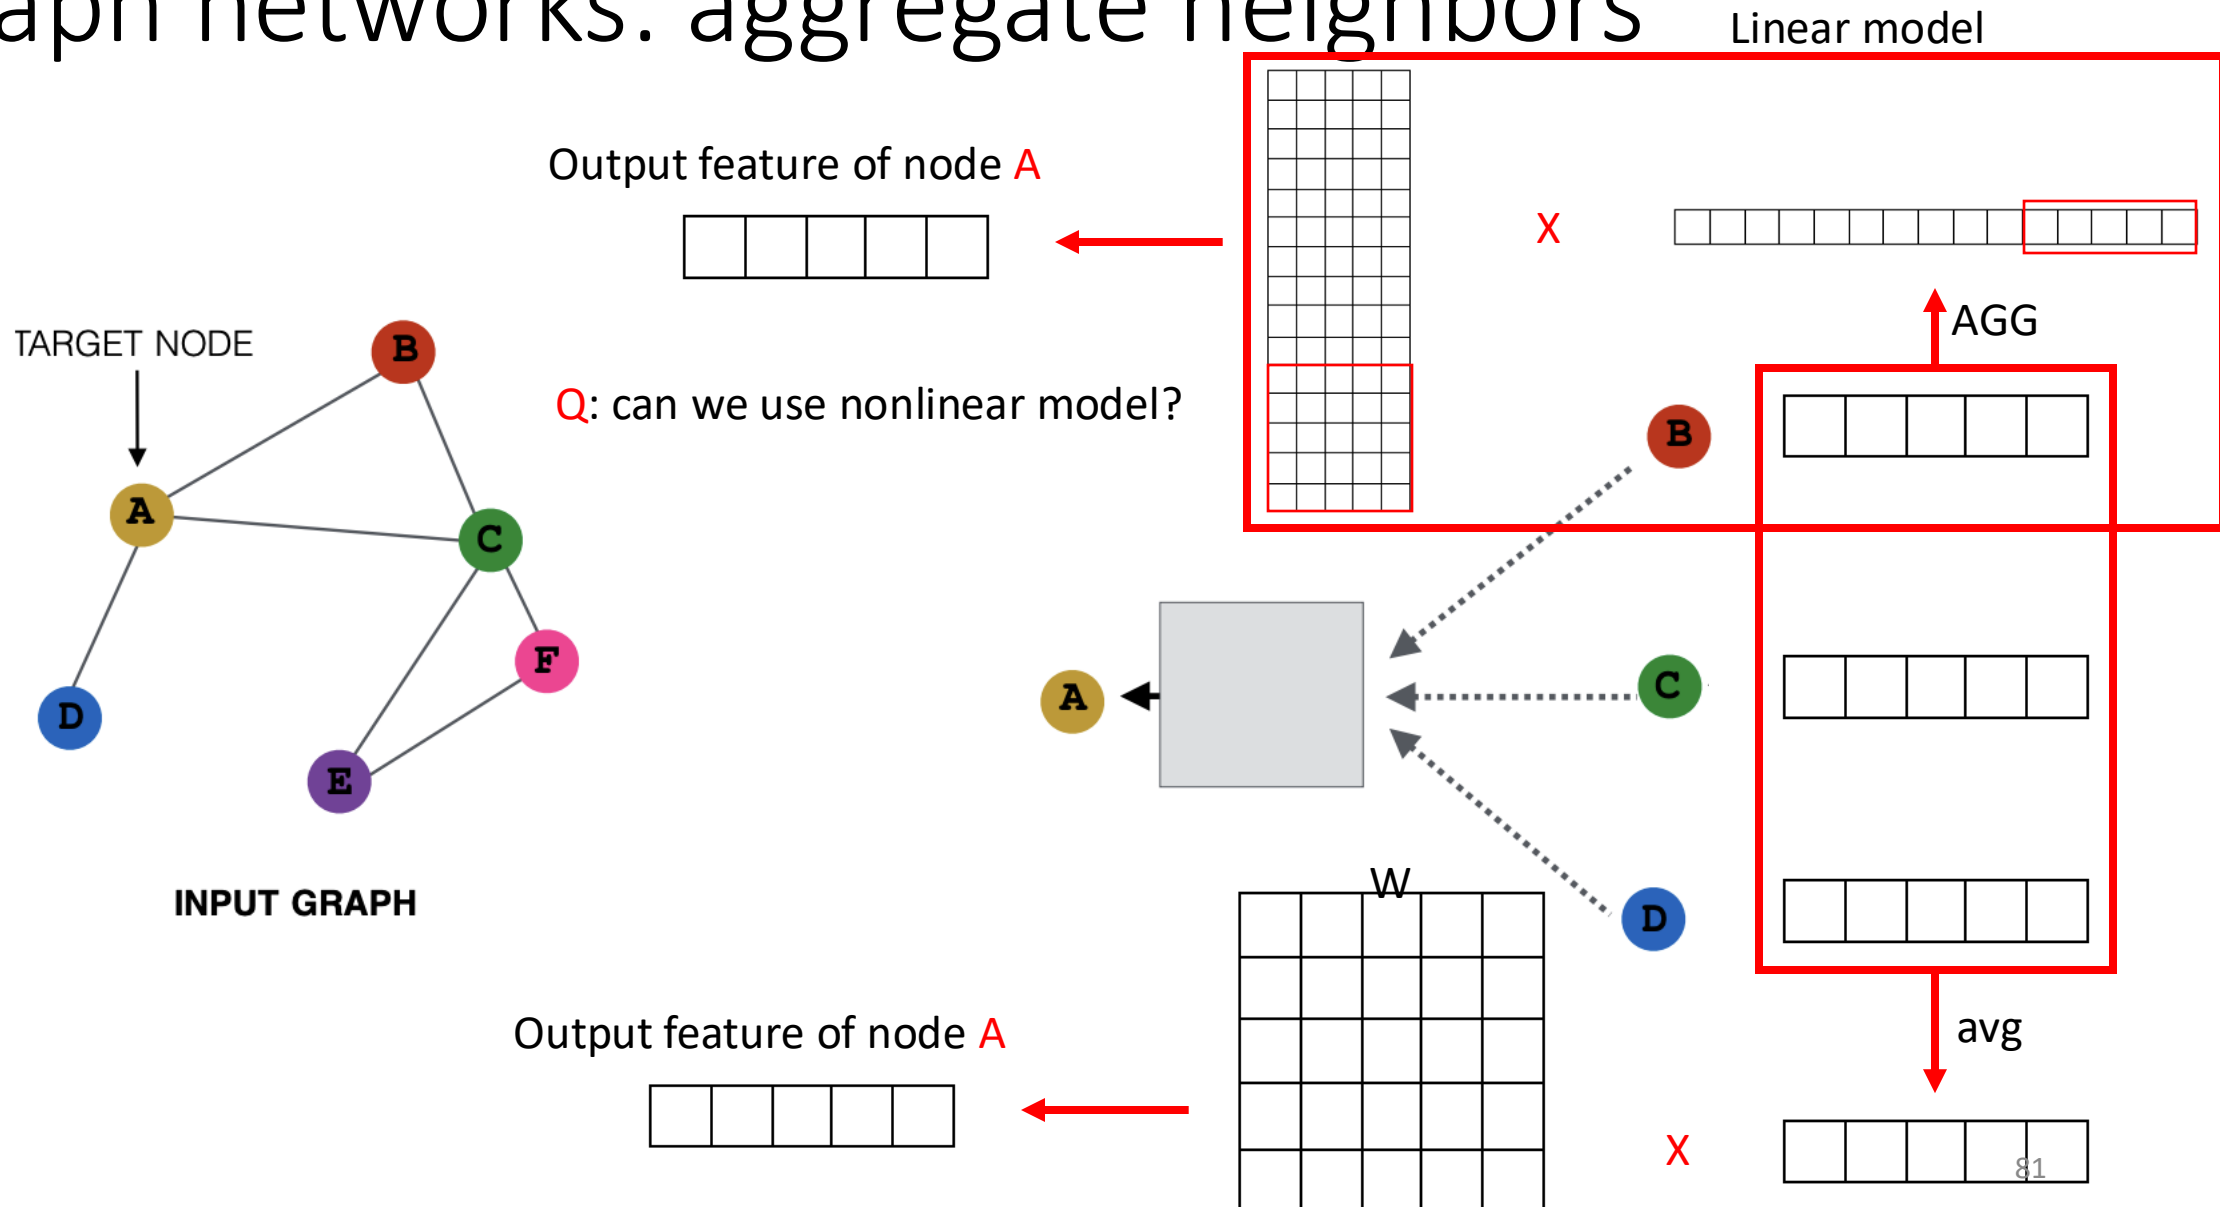 aph networks: aggregate neighbors
Linear model
Output feature of node A
X
AGG
TARGET NODE
B
Q: can we use nonlinear model?
B
A
C
F
C
A
D
E
W
D
INPUT GRAPH
Output feature of node A
avg
X
81